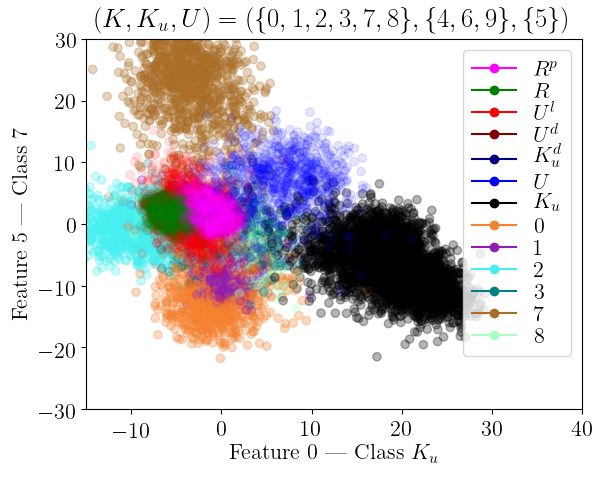 (K, K_u, U) = ({0, 1, 2, 3, 7, 8}, {4, 6, 9}, {5})
30
20
10
0
−10
−20
−30
Feature 5 — Class 7
−10
0
10
20
30
40
Feature 0 — Class K_u
R^p
R
U^l
U^d
K_u^d
U
K_u
0
1
2
3
7
8